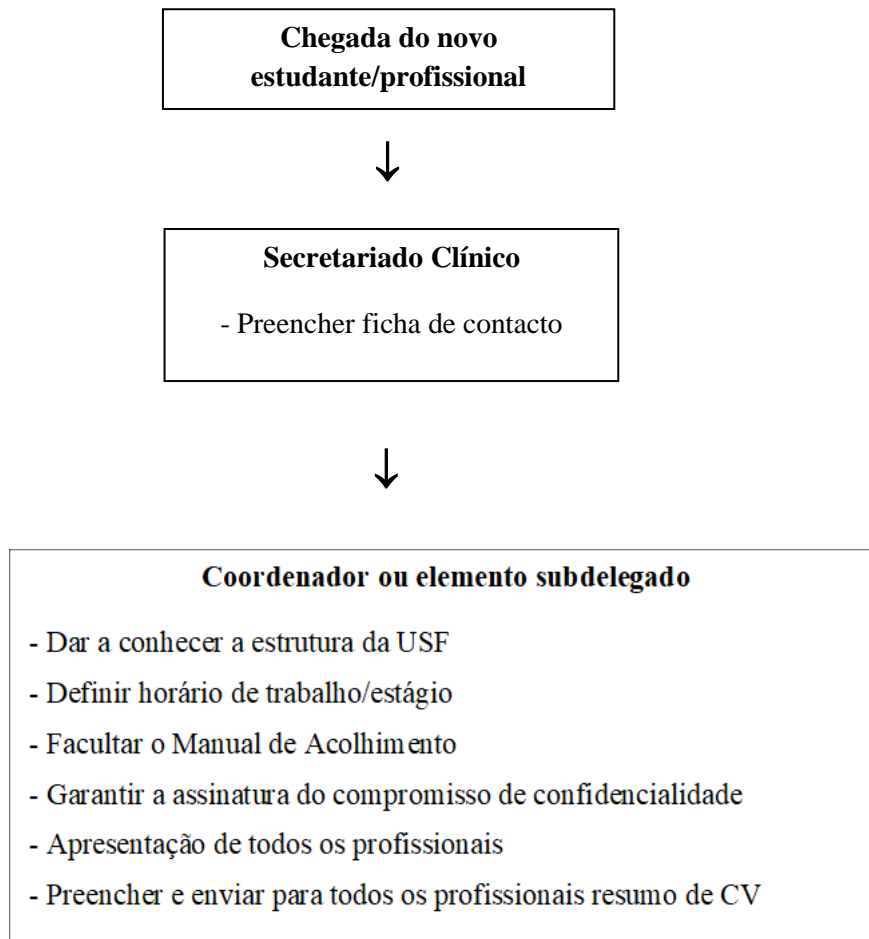 Chegada do novo
estudante/profissional
Secretariado Clínico
- Preencher ficha de contacto
Coordenador ou elemento subdelegado
- Dar a conhecer a estrutura da USF
- Definir horário de trabalho/estágio
- Facultar o Manual de Acolhimento
- Garantir a assinatura do compromisso de confidencialidade
- Apresentação de todos os profissionais
- Preencher e enviar para todos os profissionais resumo de CV